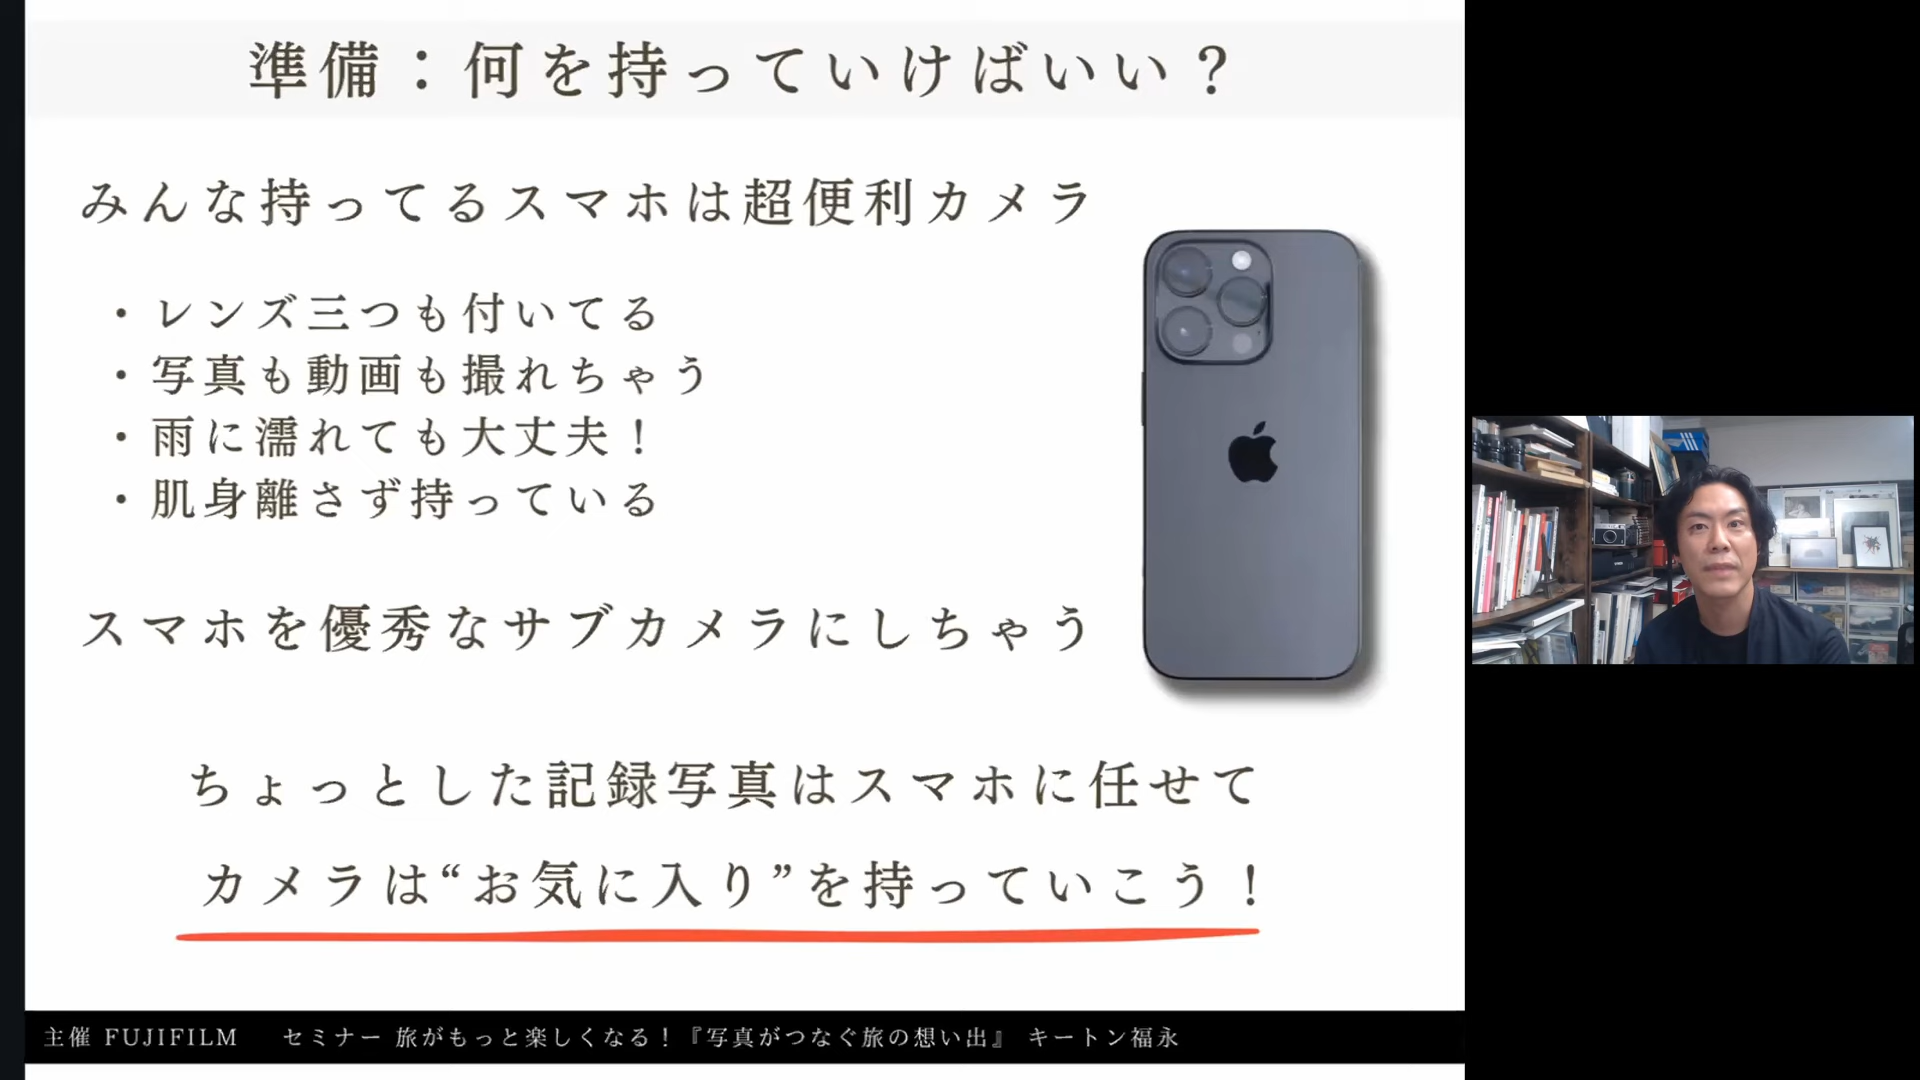 準備：何を持っていけばいい？
みんな持ってるスマホは超便利カメラ
・レンズ三つも付いてる
・写真も動画も撮れちゃう
・雨に濡れても大丈夫！
・肌身離さず持っている
スマホを優秀なサブカメラにしちゃう
ちょっとした記録写真はスマホに任せて
カメラは“お気に入り”を持っていこう！
主催 FUJIFILM セミナー 旅がもっと楽しくなる！『写真がつなぐ旅の想い出』 キートン福永